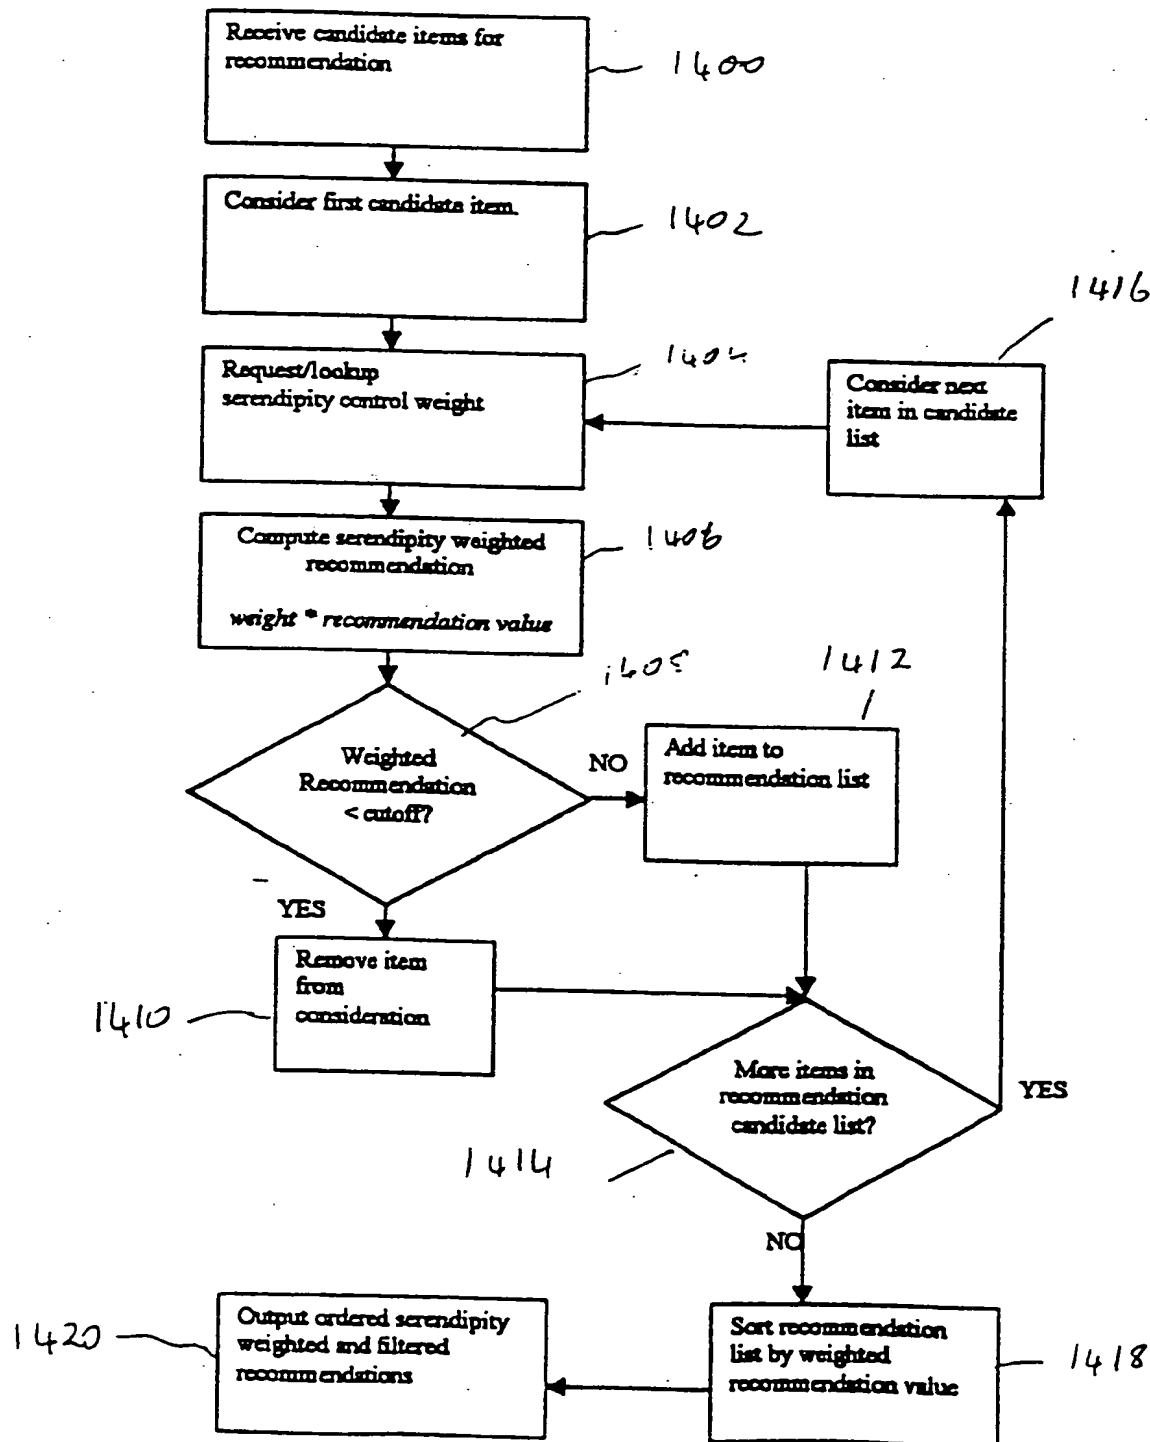 Receive candidate items for
recommendation
1400
Consider first candidate item.
1402
1416
Request/lookup
serendipity control weight
Consider next
item in candidate
list
Compute serendipity weighted
recommendation
weight * recommendation value
1406
1412
Weighted
Recommendation
< cutoff?
NO
Add item to
recommendation list
YES
Remove item
from
consideration
1410
More items in
recommendation
candidate list?
YES
1414
NO
Output ordered serendipity
weighted and filtered
recommendations
1420
Sort recommendation
list by weighted
recommendation value
1418